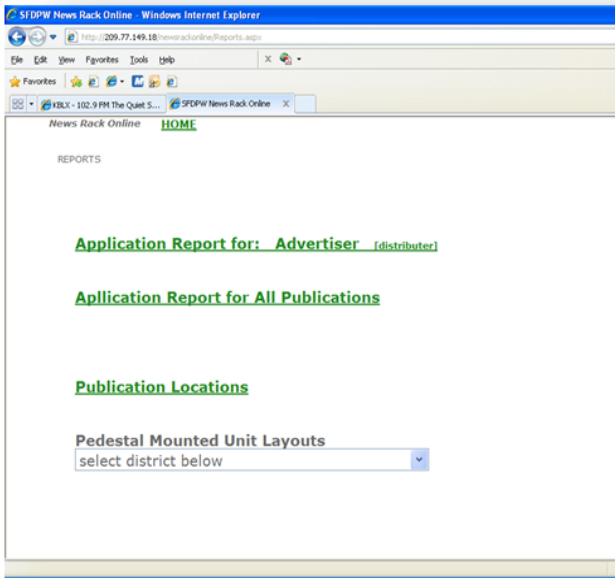 SFDPW News Rack Online - Windows Internet Explorer
http://209.77.149.18/newsrackonline/Reports.aspx
File Edit View Favorites Tools Help X
Favorites
KBLX - 102.9 FM The Quiet S... SFDPW News Rack Online X
News Rack Online HOME
REPORTS
Application Report for: Advertiser [distributer]
Apllication Report for All Publications
Publication Locations
Pedestal Mounted Unit Layouts
select district below